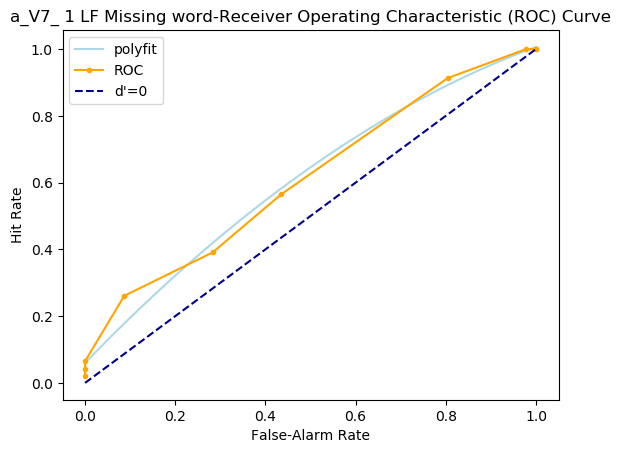 a_V7_ 1 LF Missing word-Receiver Operating Characteristic (ROC) Curve
polyfit
ROC
d'=0
1.0
0.8
0.6
0.4
0.2
0.0
Hit Rate
0.0 0.2 0.4 0.6 0.8 1.0
False-Alarm Rate